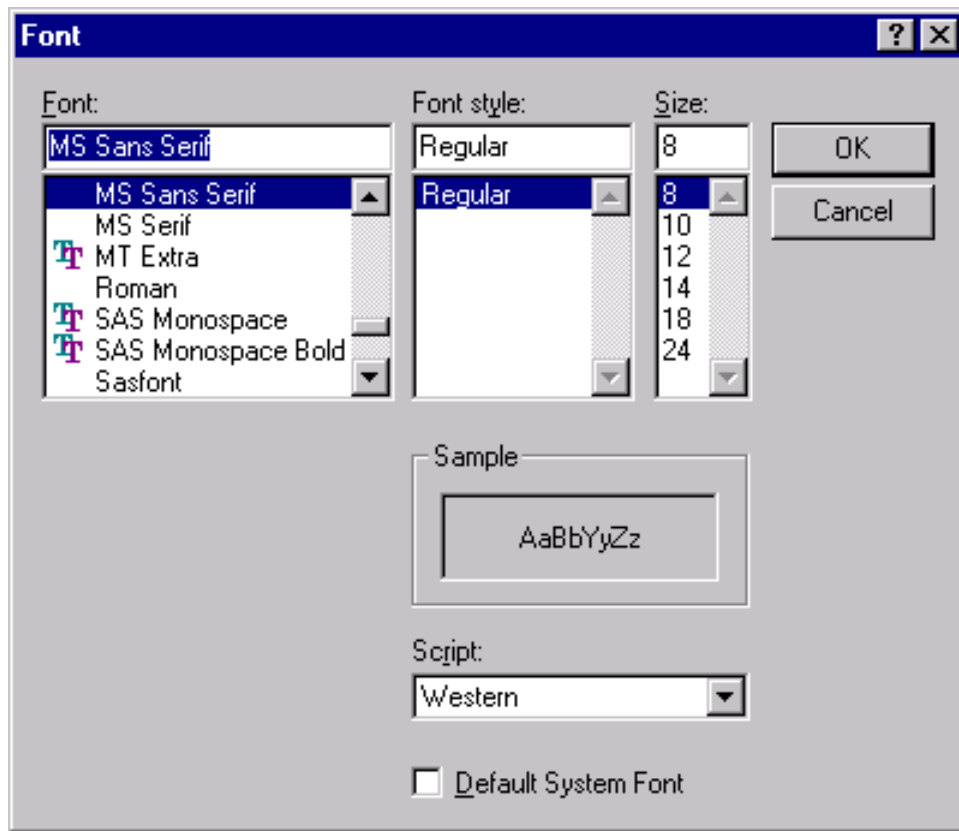 Font
Font:
MS Sans Serif
MS Sans Serif
MS Serif
MT Extra
Roman
SAS Monospace
SAS Monospace Bold
Sasfont
Font style:
Regular
Regular
Size:
8
8
10
12
14
18
24
OK
Cancel
Sample
AaBbYyZz
Script:
Western
Default System Font